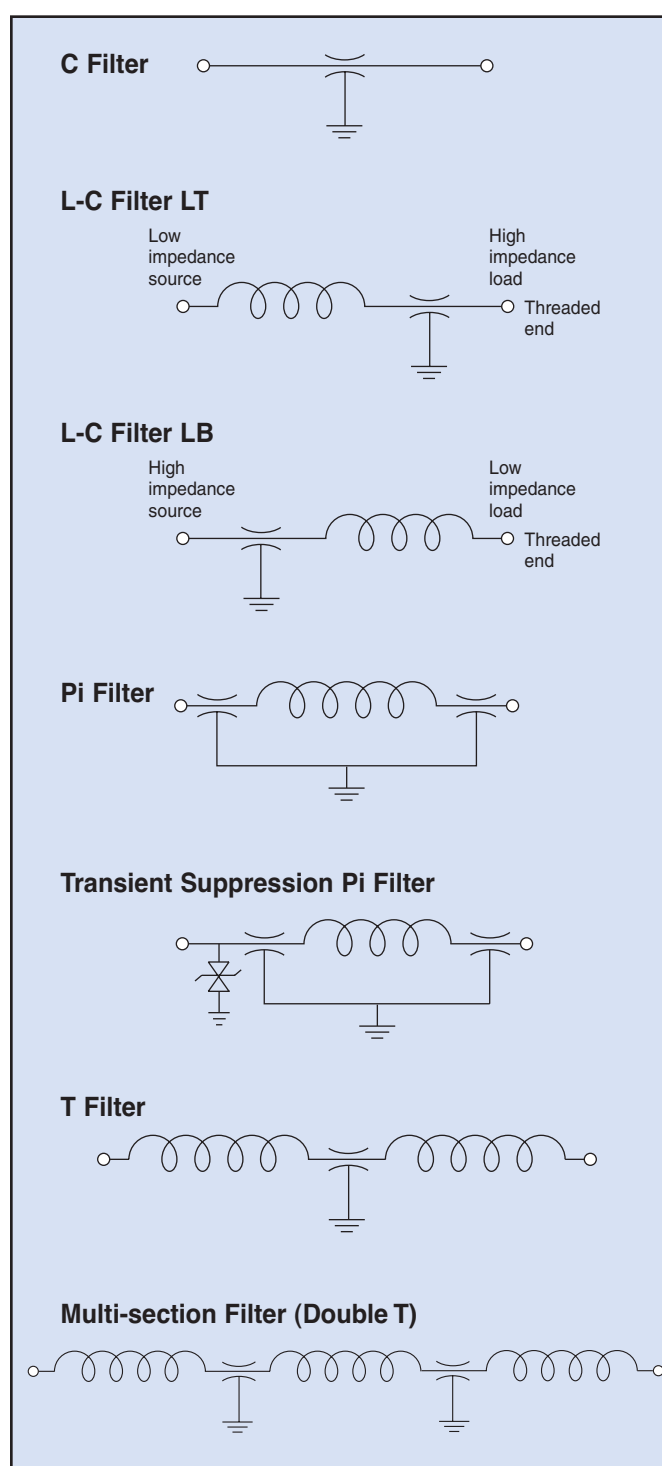 C Filter
L-C Filter LT
Low
impedance
source
High
impedance
load
Threaded
end
L-C Filter LB
High
impedance
source
Low
impedance
load
Threaded
end
Pi Filter
Transient Suppression Pi Filter
T Filter
Multi-section Filter (Double T)